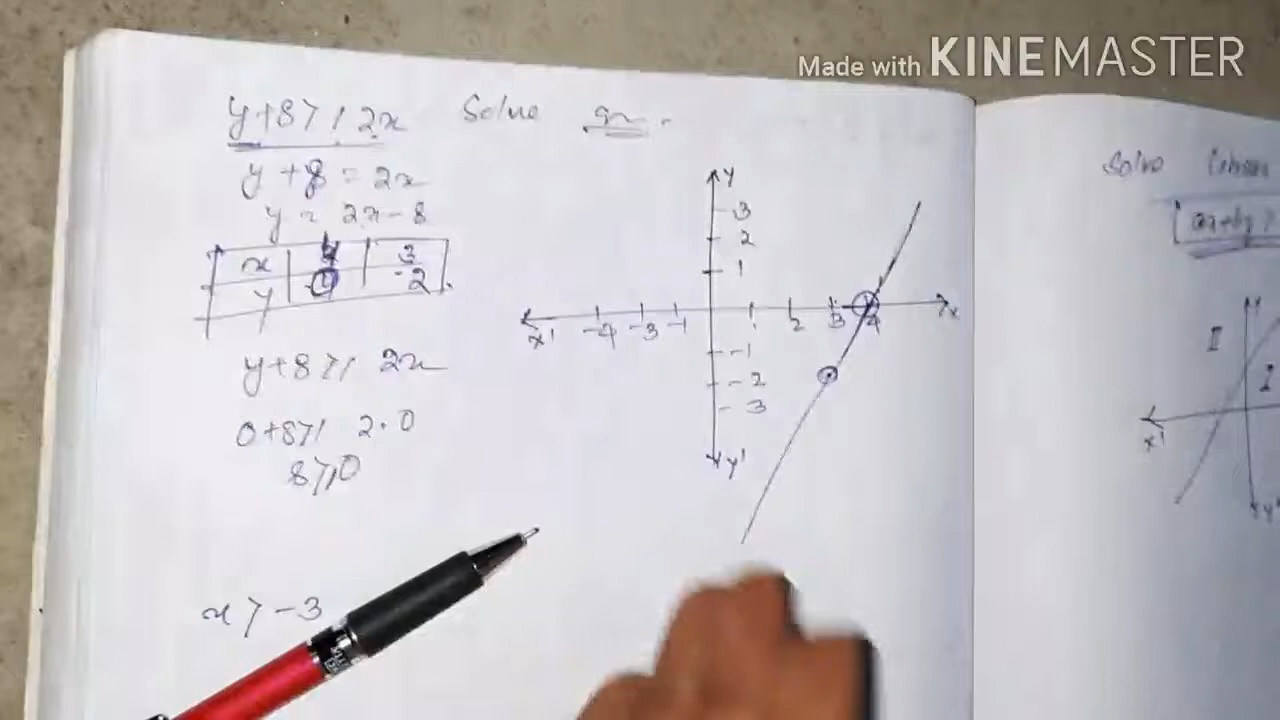 Made with KINEMASTER
y+8 ≥ 2x Solve
y+8 = 2x
y = 2x-8
x 4 3
y 0 -2
y+8 ≥ 2x
0+8 ≥ 2·0
8 ≥ 0
x > -3
y
3
2
1
x' -4 -3 -1 1 2 3 4 x
-1
-2
-3
y'
Solve
I
I
y
x'
y'